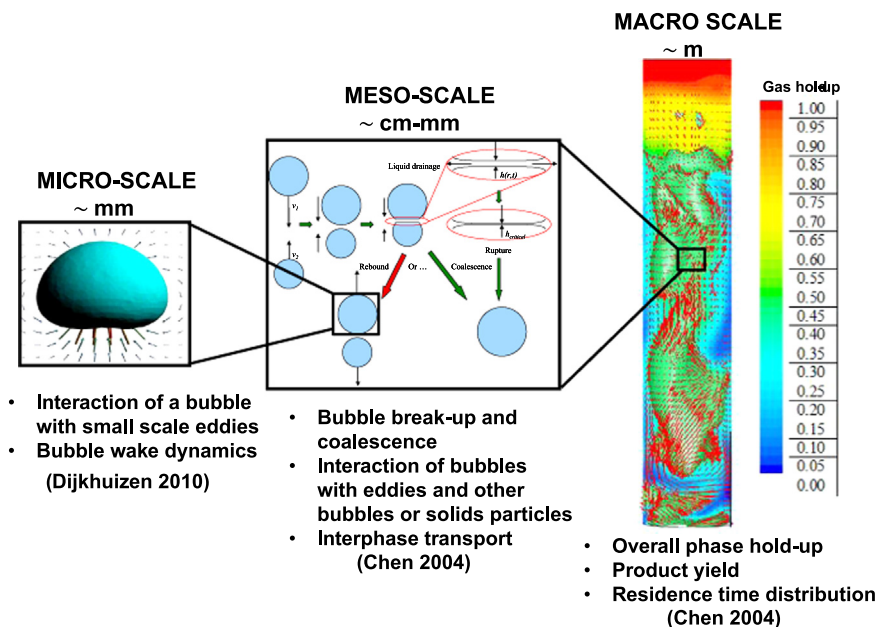 MICRO-SCALE
~ mm
• Interaction of a bubble
with small scale eddies
• Bubble wake dynamics
(Dijkhuizen 2010)
MESO-SCALE
~ cm-mm
Liquid drainage
h(r,t)
v1
v2
hcritical
Rupture
Rebound
Or ...
Coalescence
• Bubble break-up and
coalescence
• Interaction of bubbles
with eddies and other
bubbles or solids particles
• Interphase transport
(Chen 2004)
MACRO SCALE
~ m
Gas holdup
1.00
0.95
0.90
0.85
0.80
0.75
0.70
0.65
0.60
0.55
0.50
0.45
0.40
0.35
0.30
0.25
0.20
0.15
0.10
0.05
0.00
• Overall phase hold-up
• Product yield
• Residence time distribution
(Chen 2004)